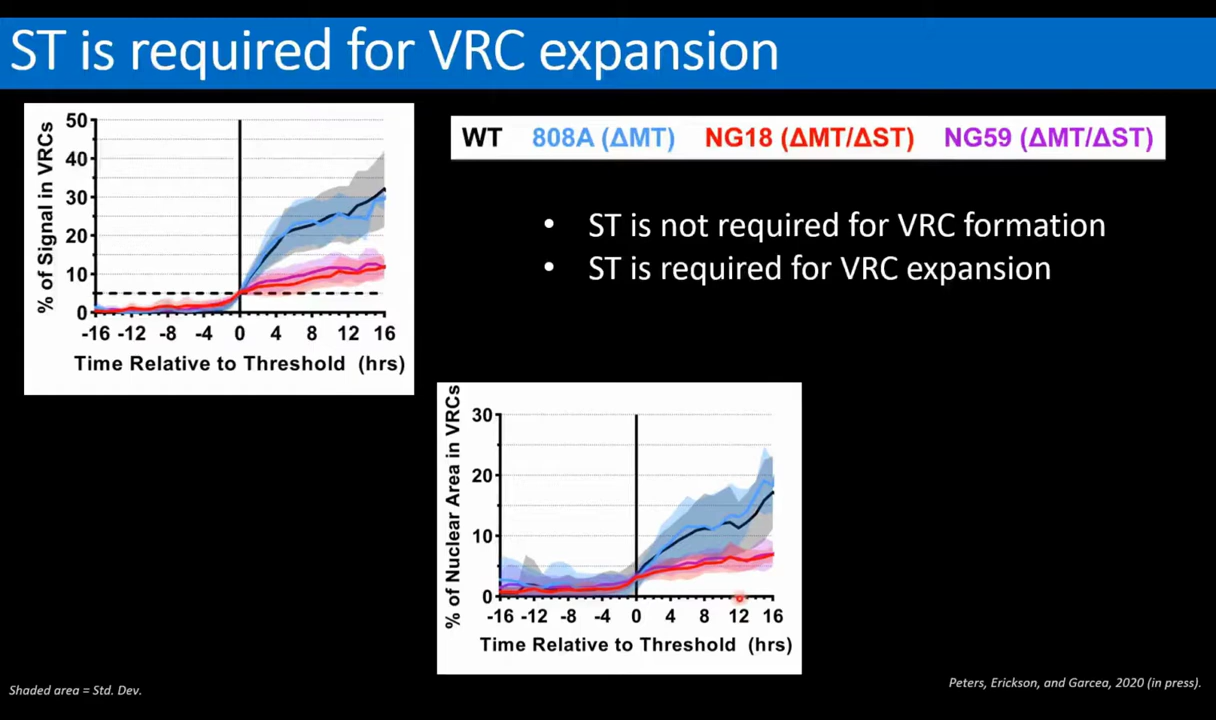 ST is required for VRC expansion
50
40
30
20
10
0
% of Signal in VRCs
-16 -12 -8 -4 0 4 8 12 16
Time Relative to Threshold (hrs)
WT 808A (ΔMT) NG18 (ΔMT/ΔST) NG59 (ΔMT/ΔST)
• ST is not required for VRC formation
• ST is required for VRC expansion
30
20
10
0
% of Nuclear Area in VRCs
-16 -12 -8 -4 0 4 8 12 16
Time Relative to Threshold (hrs)
Shaded area = Std. Dev.
Peters, Erickson, and Garcea, 2020 (in press).